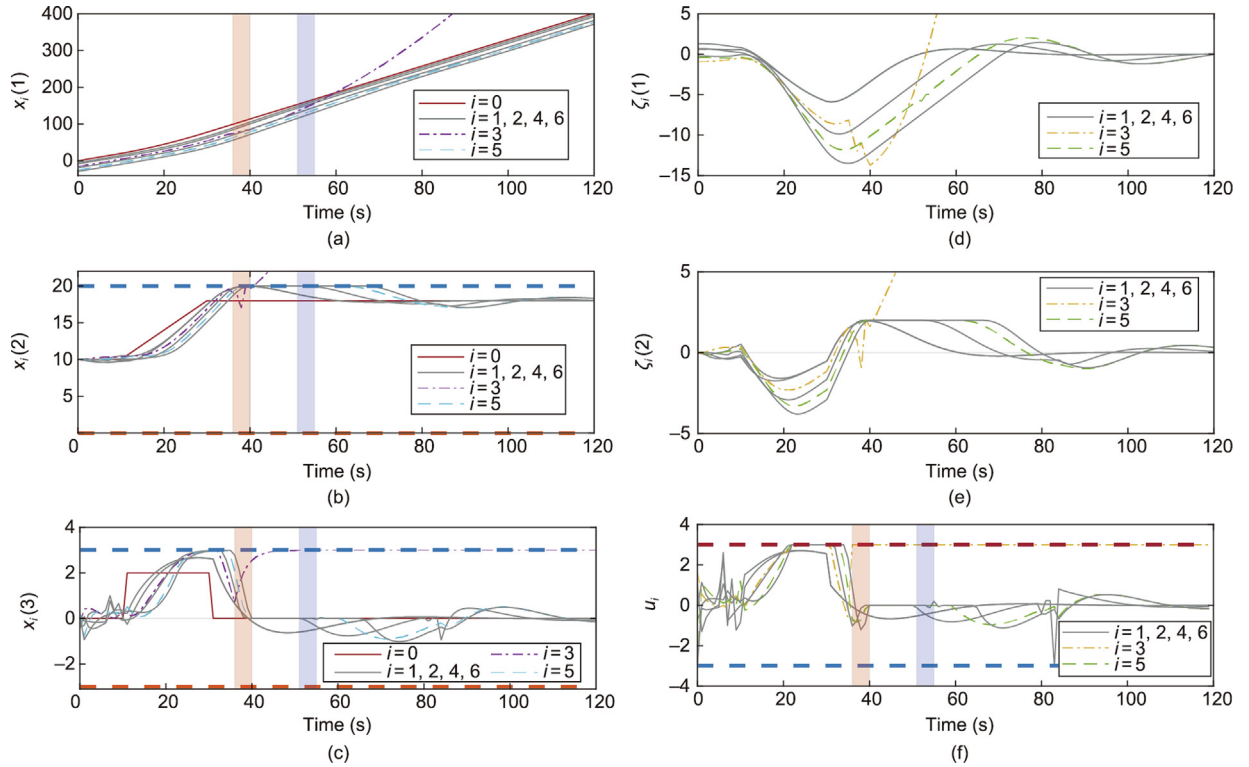 400
300
200
100
0
x_i(1)
i = 0
i = 1, 2, 4, 6
i = 3
i = 5
0 20 40 60 80 100 120
Time (s)
(a)
5
0
−5
−10
−15
ζ_i(1)
i = 1, 2, 4, 6
i = 3
i = 5
0 20 40 60 80 100 120
Time (s)
(d)
20
15
10
5
0
x_i(2)
i = 0
i = 1, 2, 4, 6
i = 3
i = 5
0 20 40 60 80 100 120
Time (s)
(b)
5
0
−5
ζ_i(2)
i = 1, 2, 4, 6
i = 3
i = 5
0 20 40 60 80 100 120
Time (s)
(e)
4
2
0
−2
x_i(3)
i = 0 i = 3
i = 1, 2, 4, 6 i = 5
0 20 40 60 80 100 120
Time (s)
(c)
4
2
0
−2
−4
u_i
i = 1, 2, 4, 6
i = 3
i = 5
0 20 40 60 80 100 120
Time (s)
(f)